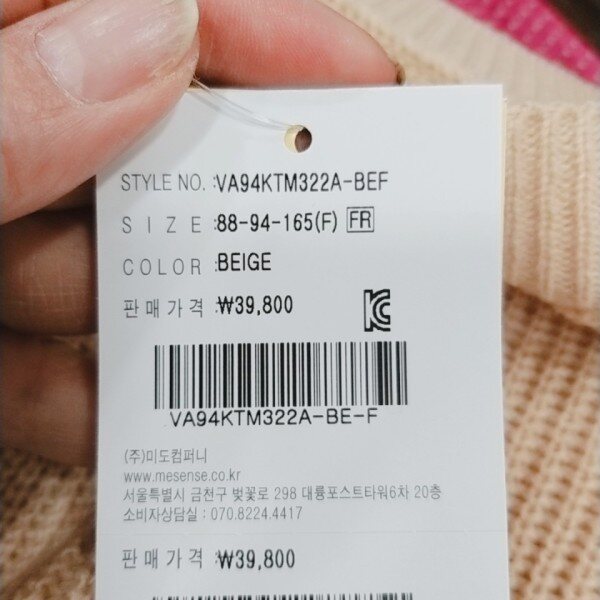 STYLE NO. :VA94KTM322A-BEF
SIZE :88-94-165(F) FR
COLOR :BEIGE
판매가격 :₩39,800
KC
VA94KTM322A-BE-F
(주)미도컴퍼니
www.mesense.co.kr
서울특별시 금천구 벚꽃로 298 대륭포스트타워6차 20층
소비자상담실 : 070.8224.4417
판매가격 :₩39,800